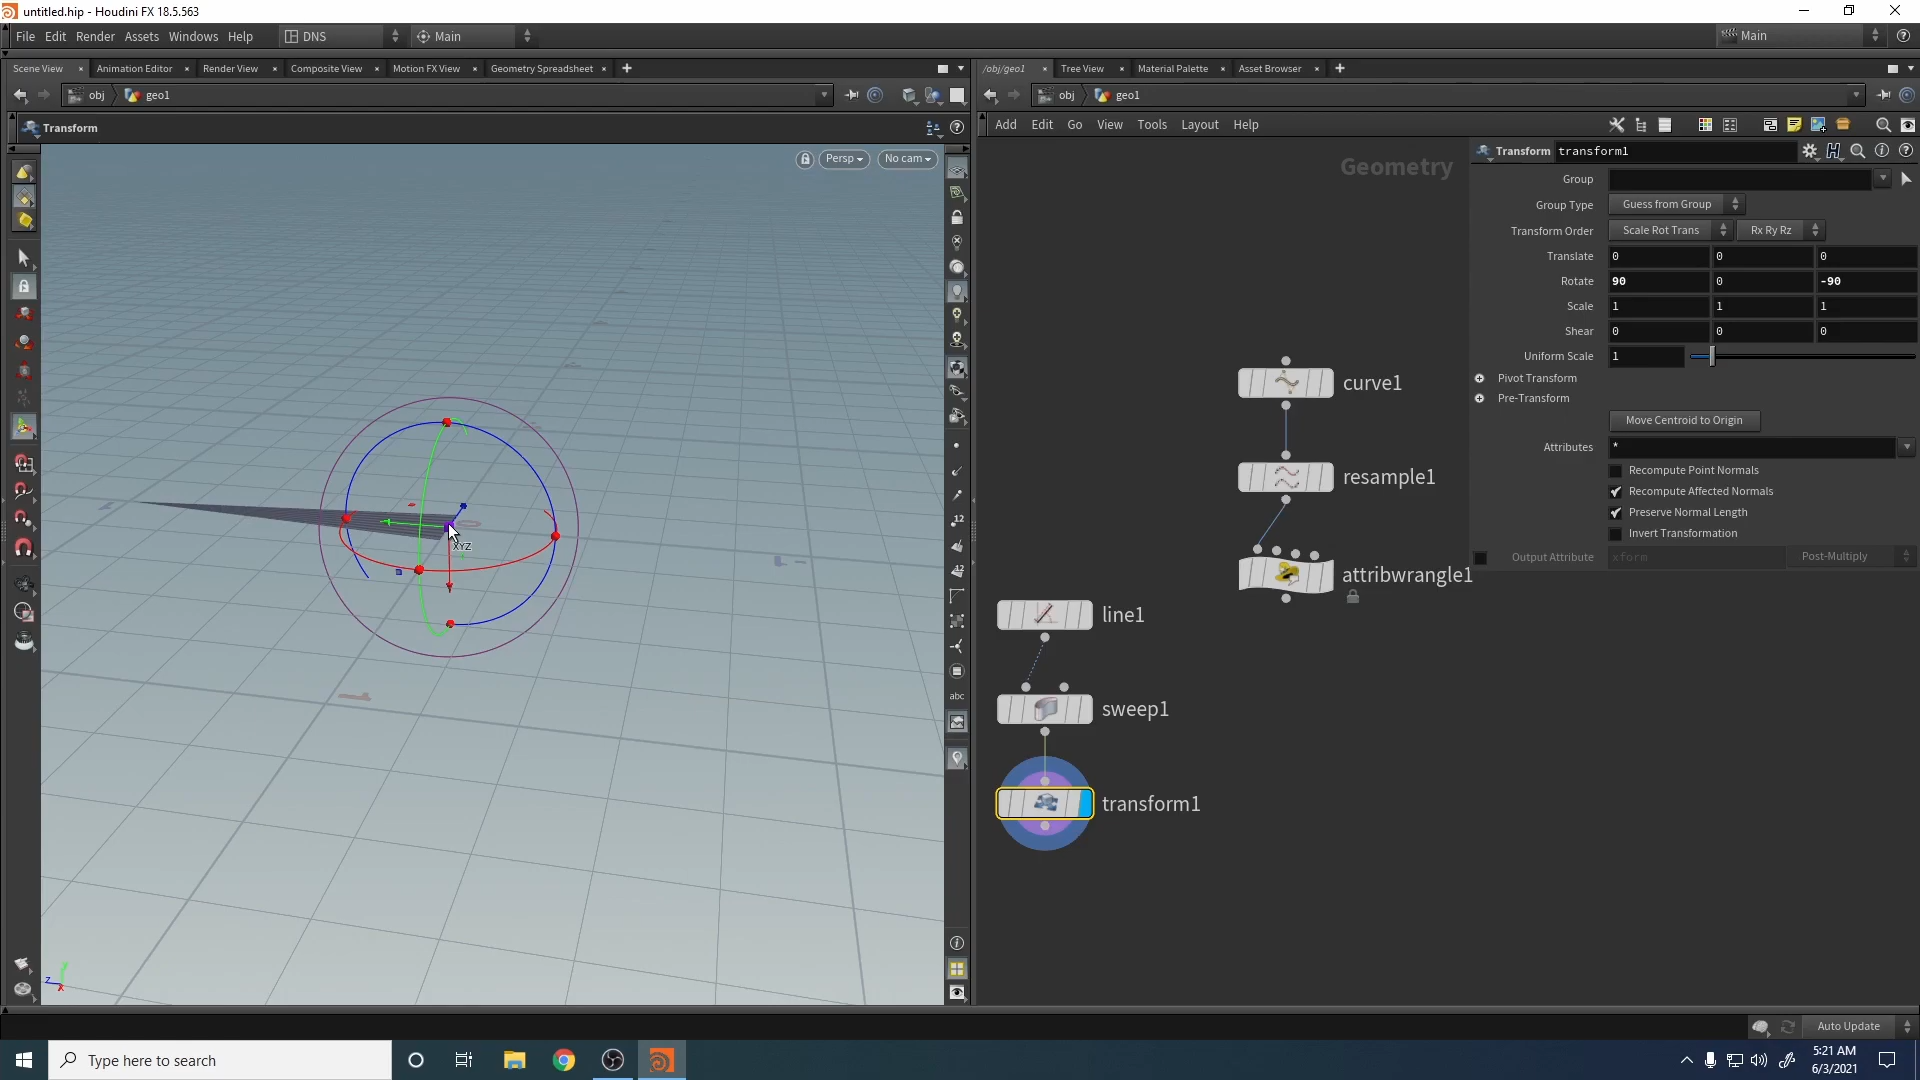 untitled.hip - Houdini FX 18.5.563
File Edit Render Assets Windows Help
DNS
Main
Main
Scene View
Animation Editor
Render View
Composite View
Motion FX View
Geometry Spreadsheet
/obj/geo1
Tree View
Material Palette
Asset Browser
obj
geo1
obj
geo1
Transform
Add Edit Go View Tools Layout Help
Persp
No cam
Geometry
Transform transform1
Group
Group Type Guess from Group
Transform Order Scale Rot Trans Rx Ry Rz
Translate 0 0 0
Rotate 90 0 -90
Scale 1 1 1
Shear 0 0 0
Uniform Scale 1
Pivot Transform
Pre-Transform
Move Centroid to Origin
Attributes *
Recompute Point Normals
Recompute Affected Normals
Preserve Normal Length
Invert Transformation
Output Attribute xform Post-Multiply
curve1
resample1
attribwrangle1
line1
sweep1
transform1
XYZ
12
12
abc
z y x
Auto Update
Type here to search
5:21 AM
6/3/2021